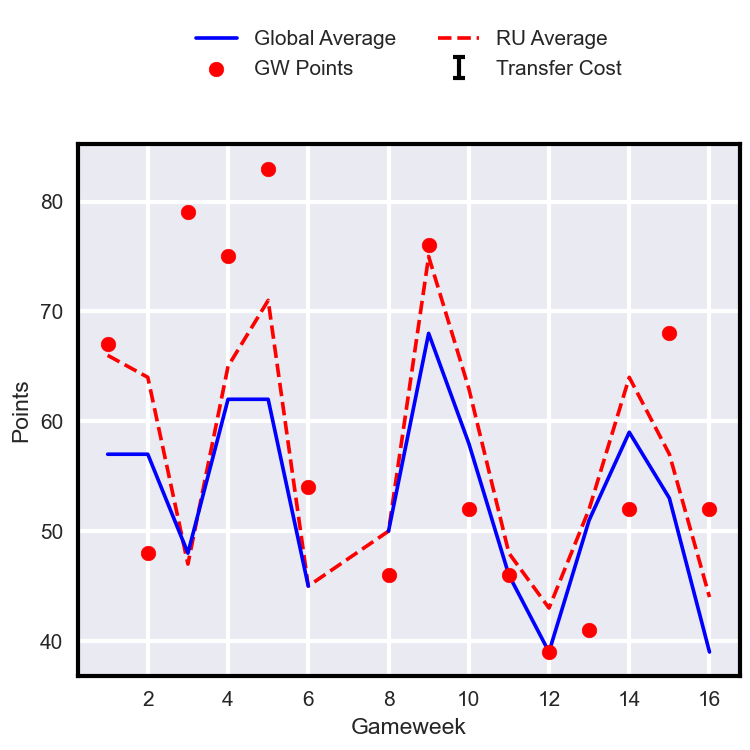 Global Average RU Average
GW Points Transfer Cost
80
70
60
50
40
Points
2 4 6 8 10 12 14 16
Gameweek